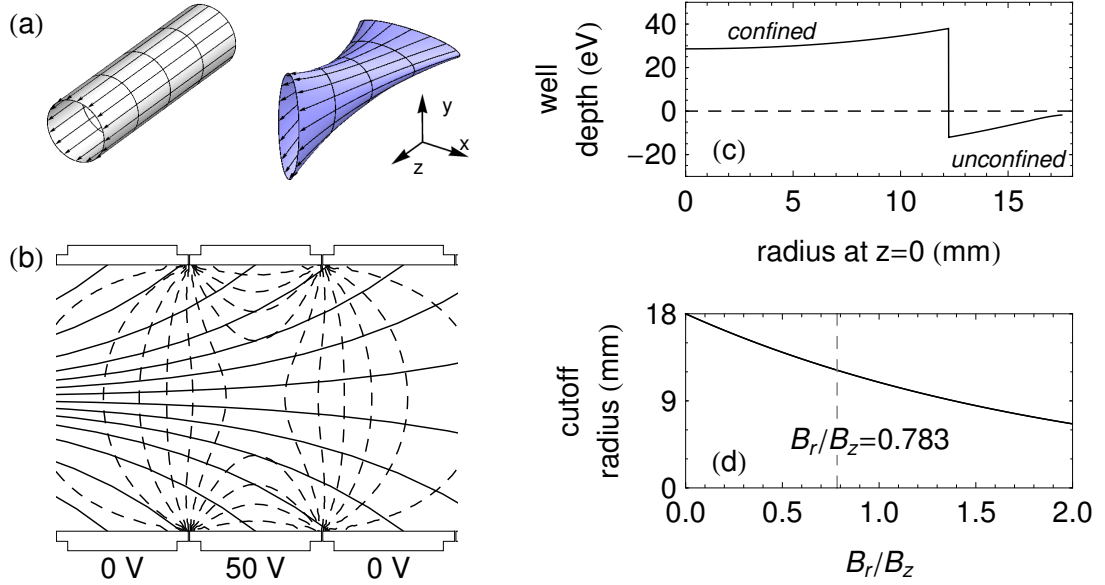 (a)
y
x
z
(b)
0 V
50 V
0 V
well
depth (eV)
40
20
0
−20
confined
(c)
unconfined
0
5
10
15
radius at z=0 (mm)
cutoff
radius (mm)
18
9
0
B_r/B_z=0.783
(d)
0.0
0.5
1.0
1.5
2.0
B_r/B_z